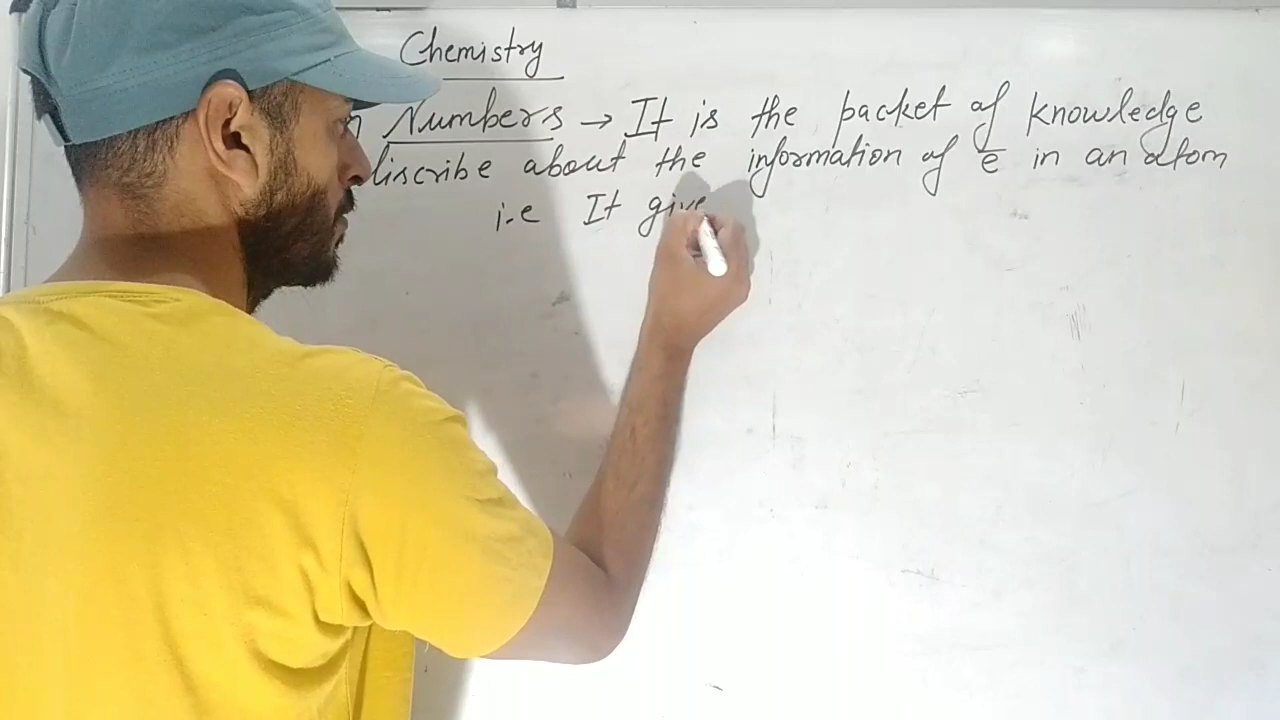 Chemistry
Numbers → It is the packet of knowledge
discribe about the information of e̅ in an atom
i.e It give